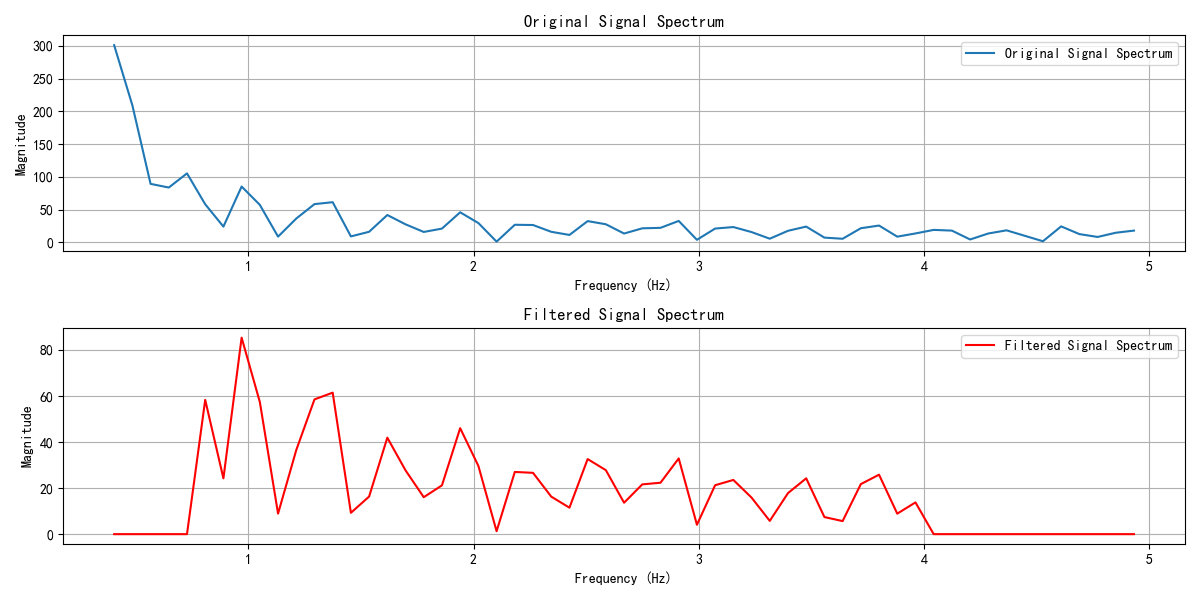 Original Signal Spectrum
300
250
200
150
100
50
0
Magnitude
Original Signal Spectrum
1
2
3
4
5
Frequency (Hz)
Filtered Signal Spectrum
80
60
40
20
0
Magnitude
Filtered Signal Spectrum
1
2
3
4
5
Frequency (Hz)